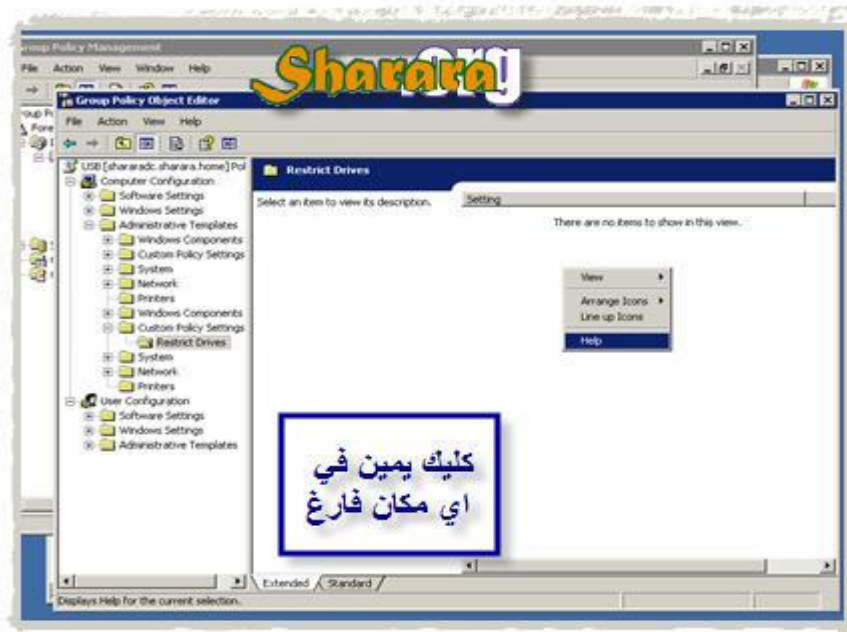 Sharara.org
Group Policy Management
File Action View Window Help
Group Policy Object Editor
File Action View Help
USB [shararadc.sharara.home] Pol
Computer Configuration
Software Settings
Windows Settings
Administrative Templates
Windows Components
Custom Policy Settings
System
Network
Printers
Windows Components
Custom Policy Settings
Restrict Drives
System
Network
Printers
User Configuration
Software Settings
Windows Settings
Administrative Templates
Restrict Drives
Select an item to view its description.
Setting
There are no items to show in this view.
View
Arrange Icons
Line up Icons
Help
كليك يمين في
اي مكان فارغ
Extended Standard
Displays Help for the current selection.